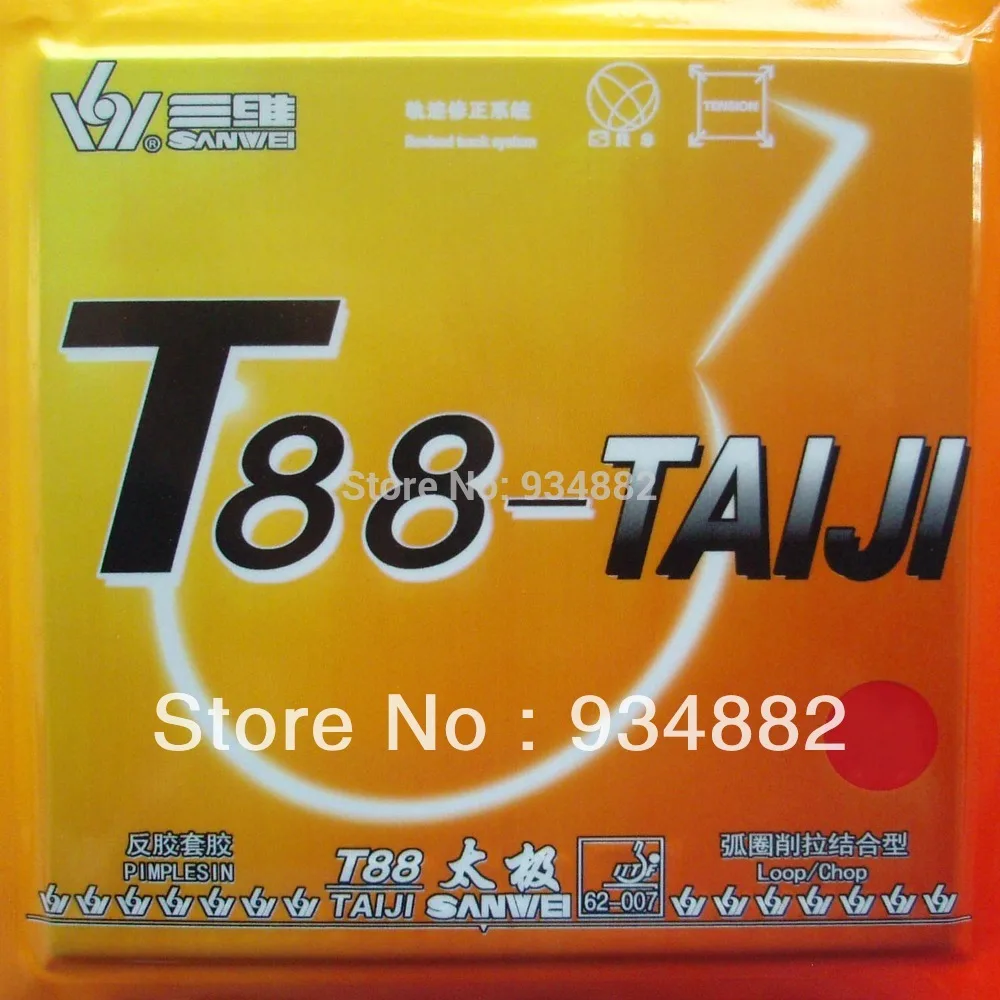 三维
®SANWEI
轨迹修正系统
Revised track system
SRS
TENSION
T88-TAIJI
Store No: 934882
Store No : 934882
反胶套胶
PIMPLESIN
T88
TAIJI
太极
SANWEI
ITTF
62-007
弧圈削拉结合型
Loop/Chop